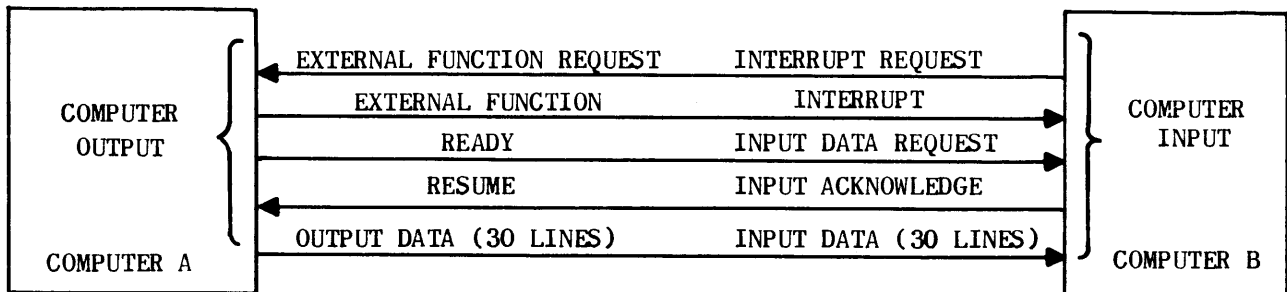 EXTERNAL FUNCTION REQUEST INTERRUPT REQUEST
EXTERNAL FUNCTION INTERRUPT
COMPUTER OUTPUT
READY INPUT DATA REQUEST
COMPUTER INPUT
RESUME INPUT ACKNOWLEDGE
OUTPUT DATA (30 LINES) INPUT DATA (30 LINES)
COMPUTER A
COMPUTER B